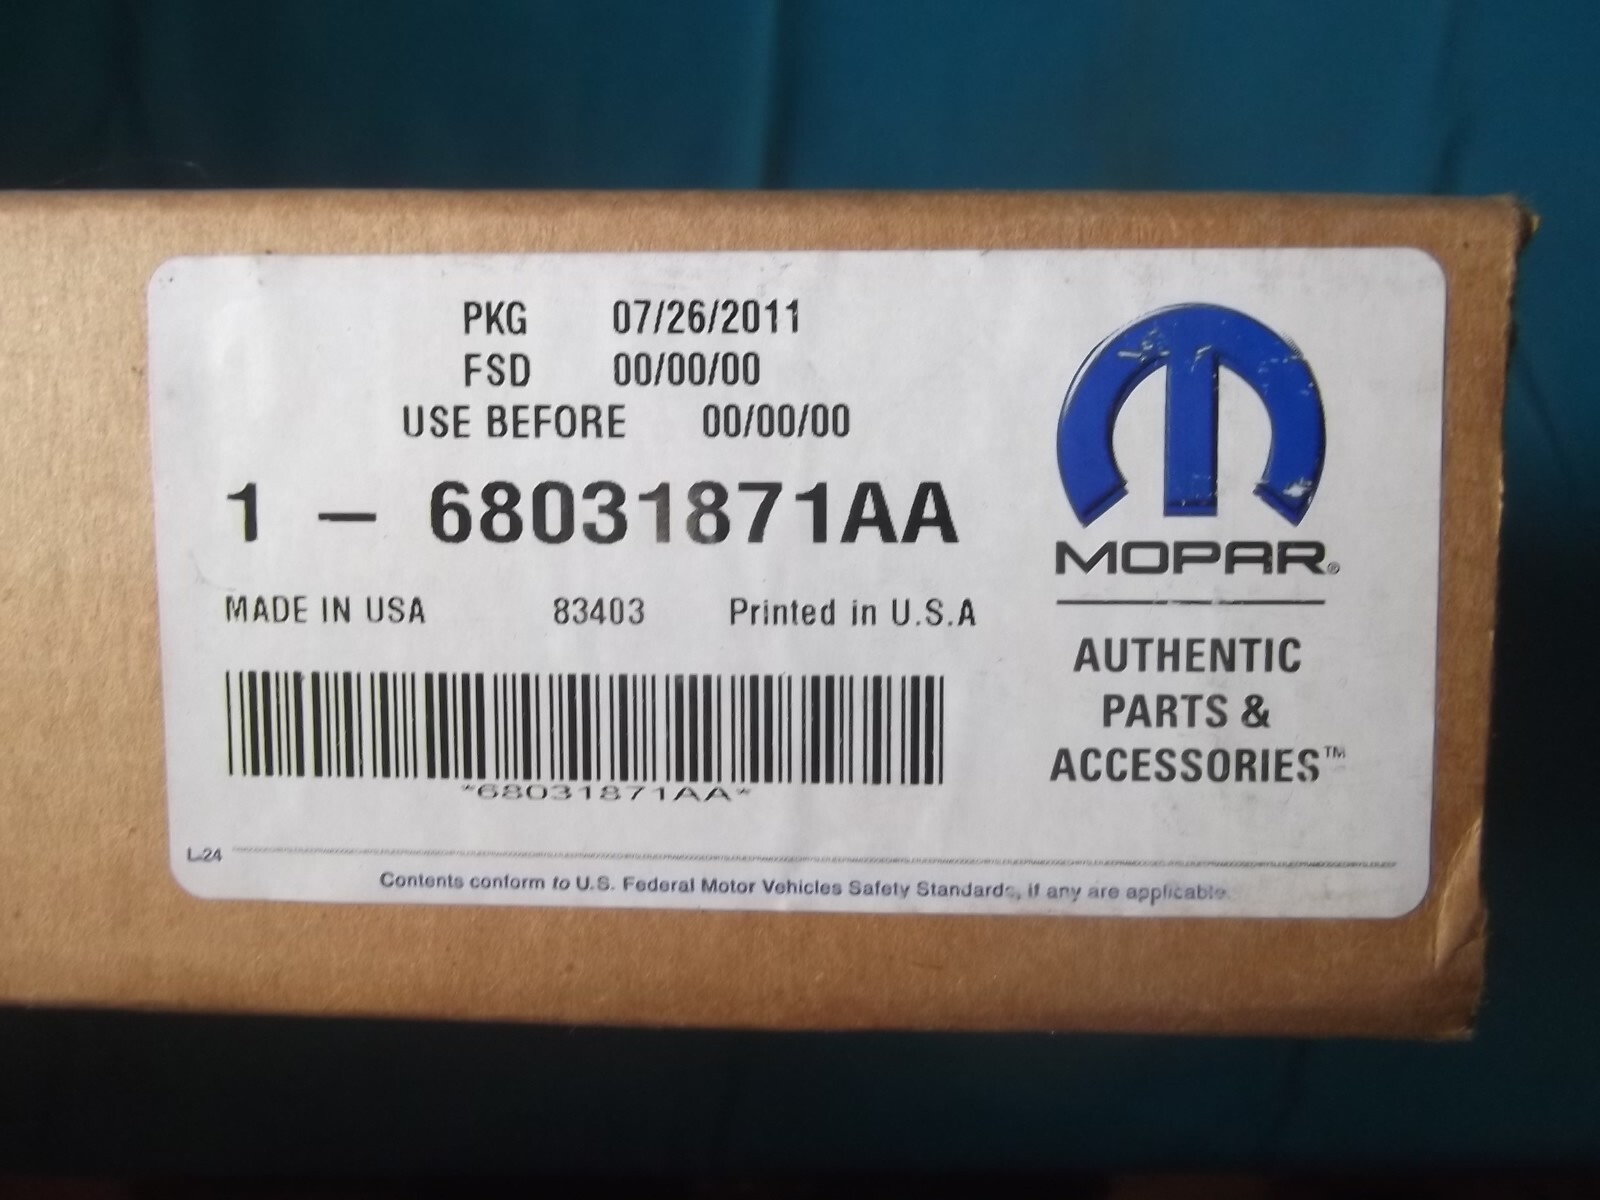 PKG 07/26/2011
FSD 00/00/00
USE BEFORE 00/00/00
1 – 68031871AA
MADE IN USA 83403 Printed in U.S.A
*68031871AA*
MOPAR®
AUTHENTIC
PARTS &
ACCESSORIES™
L-24
Contents conform to U.S. Federal Motor Vehicles Safety Standards, if any are applicable.